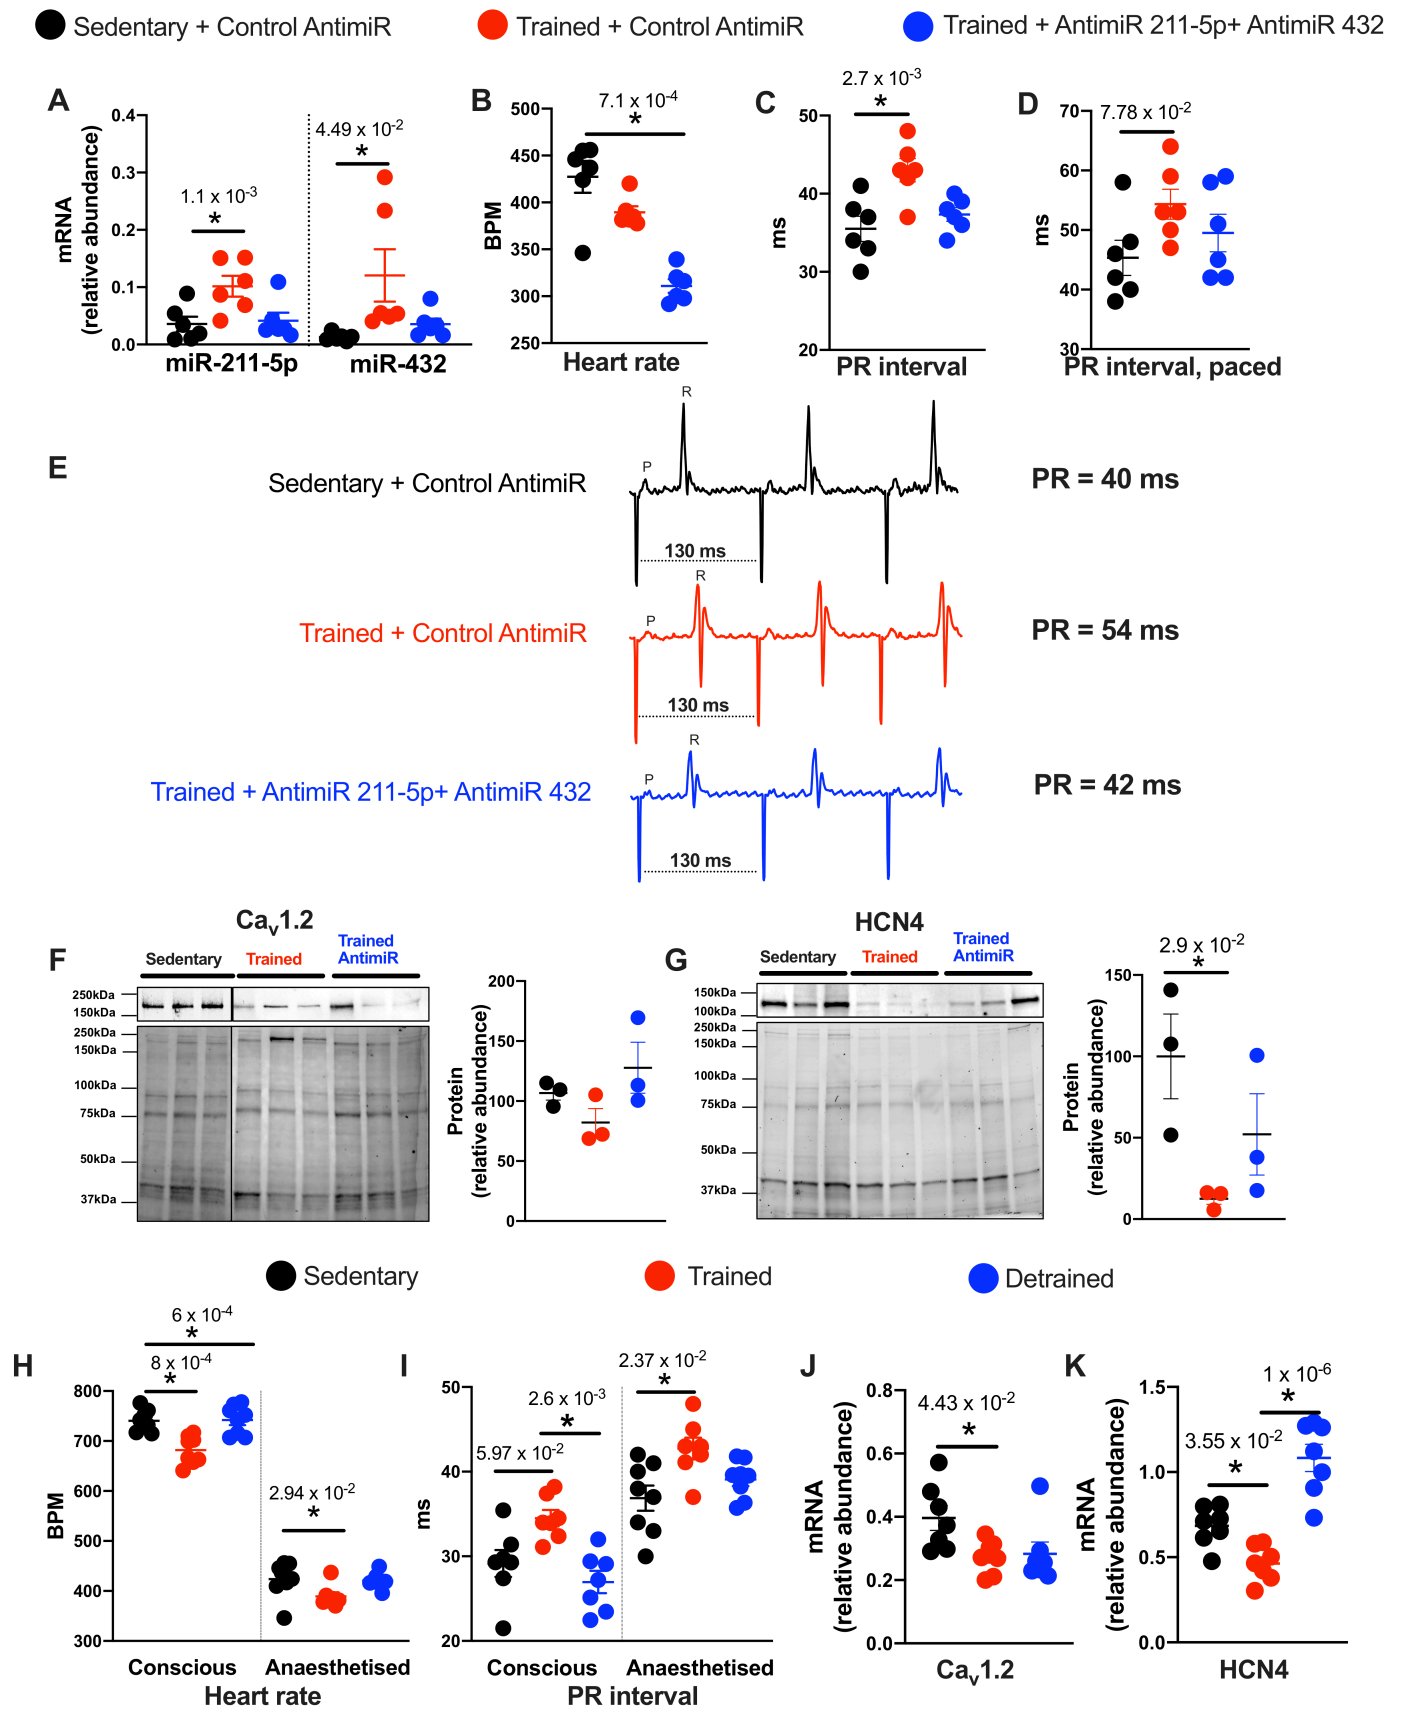 Sedentary + Control AntimiR
Trained + Control AntimiR
Trained + AntimiR 211-5p+ AntimiR 432
A
mRNA
(relative abundance)
0.4
0.3
0.2
0.1
0.0
1.1 x 10-3
*
4.49 x 10-2
*
miR-211-5p
miR-432
B
BPM
500
450
400
350
300
250
7.1 x 10-4
*
Heart rate
C
ms
50
40
30
20
2.7 x 10-3
*
PR interval
D
ms
70
60
50
40
30
7.78 x 10-2
PR interval, paced
E
Sedentary + Control AntimiR
P
R
130 ms
PR = 40 ms
Trained + Control AntimiR
P
R
130 ms
PR = 54 ms
Trained + AntimiR 211-5p+ AntimiR 432
P
R
130 ms
PR = 42 ms
F
Cav1.2
Sedentary
Trained
Trained
AntimiR
250kDa
150kDa
250kDa
150kDa
100kDa
75kDa
50kDa
37kDa
Protein
(relative abundance)
200
150
100
50
0
G
HCN4
Sedentary
Trained
Trained
AntimiR
150kDa
100kDa
250kDa
150kDa
100kDa
75kDa
50kDa
37kDa
Protein
(relative abundance)
150
100
50
0
2.9 x 10-2
*
Sedentary
Trained
Detrained
H
BPM
800
700
600
500
400
300
6 x 10-4
*
8 x 10-4
*
2.94 x 10-2
*
Conscious
Anaesthetised
Heart rate
I
ms
50
40
30
20
5.97 x 10-2
2.6 x 10-3
*
2.37 x 10-2
*
Conscious
Anaesthetised
PR interval
J
mRNA
(relative abundance)
0.8
0.6
0.4
0.2
0.0
4.43 x 10-2
*
Cav1.2
K
mRNA
(relative abundance)
1.5
1.0
0.5
0.0
3.55 x 10-2
*
1 x 10-6
*
HCN4